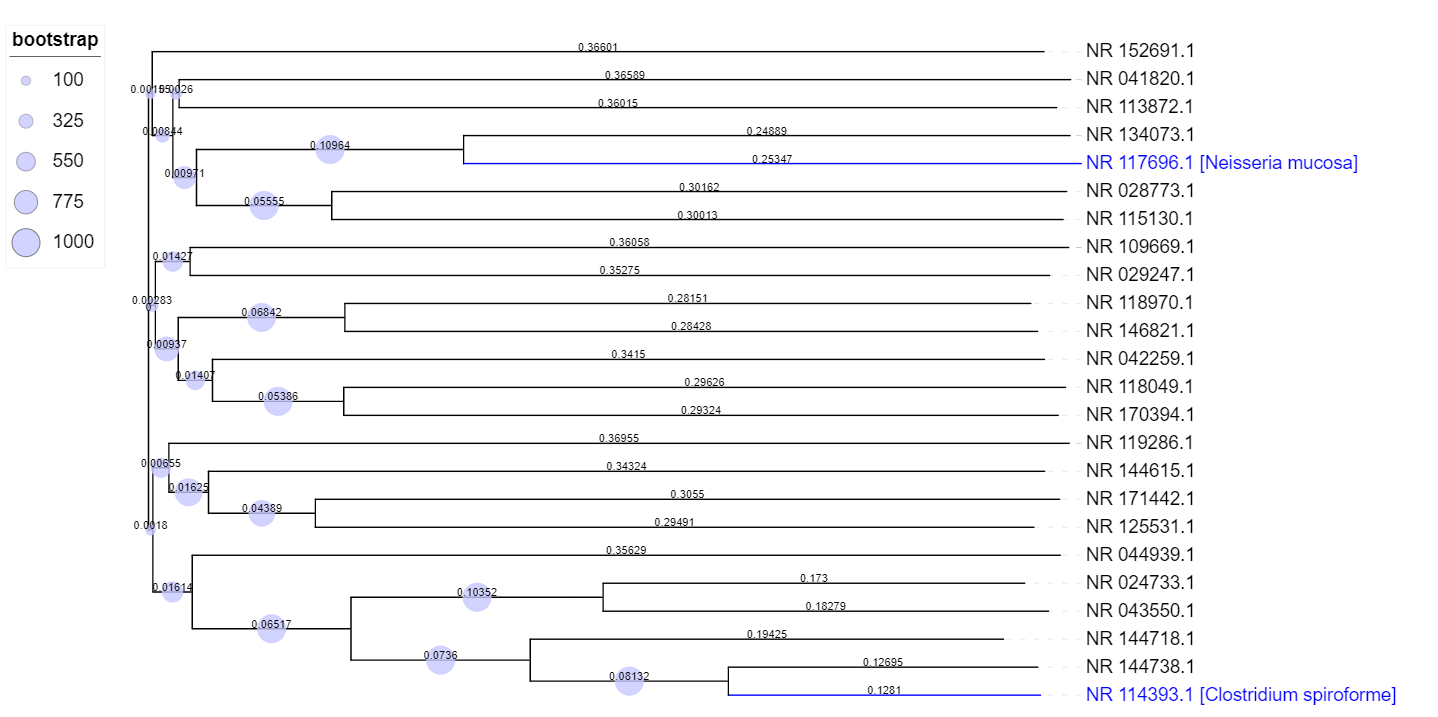 bootstrap
100
325
550
775
1000
0.36601
NR 152691.1
0.36589
NR 041820.1
0.36015
NR 113872.1
0.00844
0.24889
NR 134073.1
0.10964
0.25347
NR 117696.1 [Neisseria mucosa]
0.00971
0.30162
NR 028773.1
0.05555
0.30013
NR 115130.1
0.36058
NR 109669.1
0.01427
0.35275
NR 029247.1
0.00283
0.28151
NR 118970.1
0.06842
0.28428
NR 146821.1
0.00937
0.3415
NR 042259.1
0.01407
0.29626
NR 118049.1
0.05386
0.29324
NR 170394.1
0.36955
NR 119286.1
0.00655
0.34324
NR 144615.1
0.01625
0.3055
NR 171442.1
0.04389
0.29491
NR 125531.1
0.0018
0.35629
NR 044939.1
0.01614
0.173
NR 024733.1
0.10352
0.18279
NR 043550.1
0.06517
0.19425
NR 144718.1
0.0736
0.12695
NR 144738.1
0.08132
0.1281
NR 114393.1 [Clostridium spiroforme]